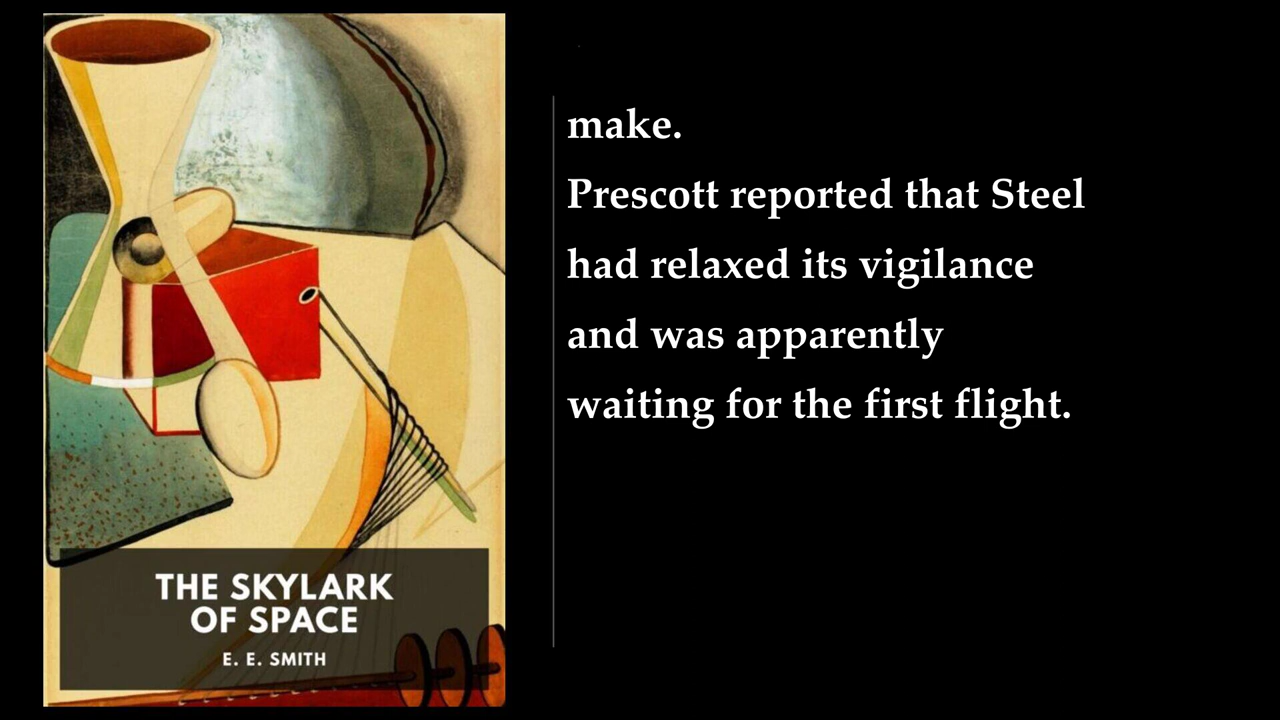 THE SKYLARK
OF SPACE
E. E. SMITH
make.
Prescott reported that Steel
had relaxed its vigilance
and was apparently
waiting for the first flight.